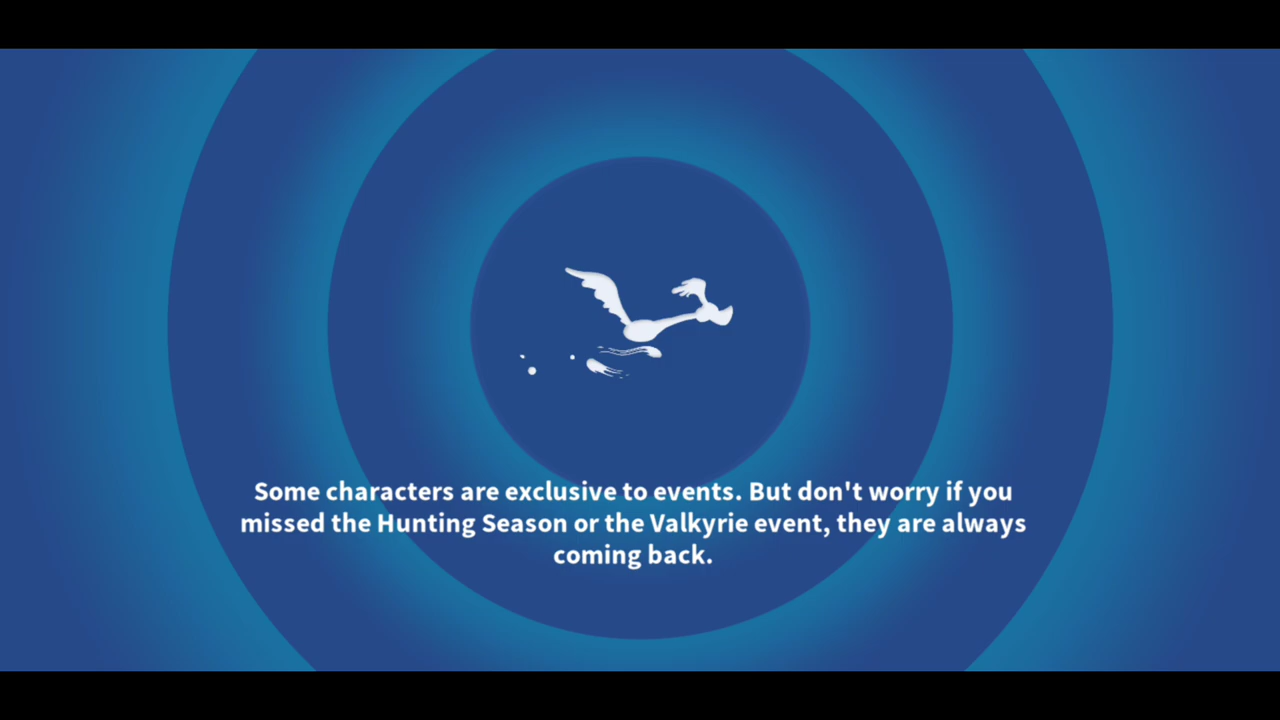 Some characters are exclusive to events. But don't worry if you
missed the Hunting Season or the Valkyrie event, they are always
coming back.